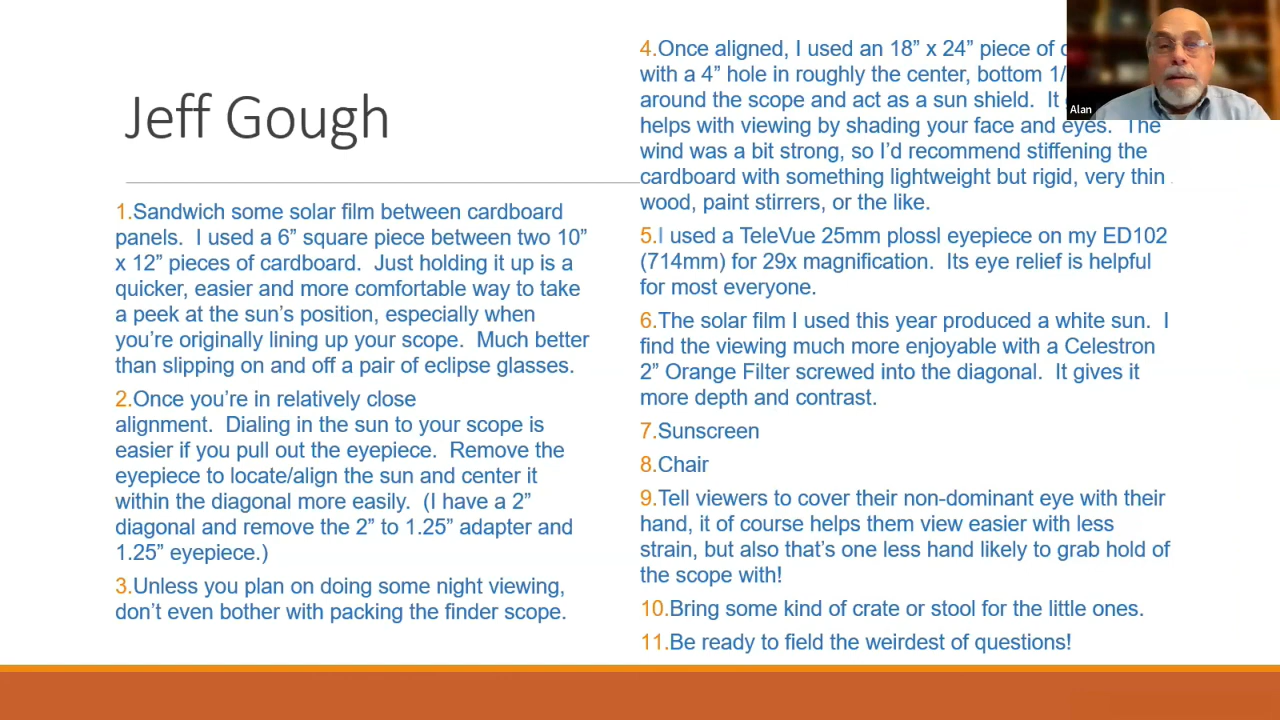 Jeff Gough
1.Sandwich some solar film between cardboard
panels.  I used a 6” square piece between two 10”
x 12” pieces of cardboard.  Just holding it up is a
quicker, easier and more comfortable way to take
a peek at the sun’s position, especially when
you’re originally lining up your scope.  Much better
than slipping on and off a pair of eclipse glasses.
2.Once you’re in relatively close
alignment.  Dialing in the sun to your scope is
easier if you pull out the eyepiece.  Remove the
eyepiece to locate/align the sun and center it
within the diagonal more easily.  (I have a 2”
diagonal and remove the 2” to 1.25” adapter and
1.25” eyepiece.)
3.Unless you plan on doing some night viewing,
don’t even bother with packing the finder scope.
4.Once aligned, I used an 18” x 24” piece of
with a 4” hole in roughly the center, bottom
around the scope and act as a sun shield.  It
helps with viewing by shading your face and eyes.  The
wind was a bit strong, so I’d recommend stiffening the
cardboard with something lightweight but rigid, very thin
wood, paint stirrers, or the like.
5.I used a TeleVue 25mm plossl eyepiece on my ED102
(714mm) for 29x magnification.  Its eye relief is helpful
for most everyone.
6.The solar film I used this year produced a white sun.  I
find the viewing much more enjoyable with a Celestron
2” Orange Filter screwed into the diagonal.  It gives it
more depth and contrast.
7.Sunscreen
8.Chair
9.Tell viewers to cover their non-dominant eye with their
hand, it of course helps them view easier with less
strain, but also that’s one less hand likely to grab hold of
the scope with!
10.Bring some kind of crate or stool for the little ones.
11.Be ready to field the weirdest of questions!
Alan